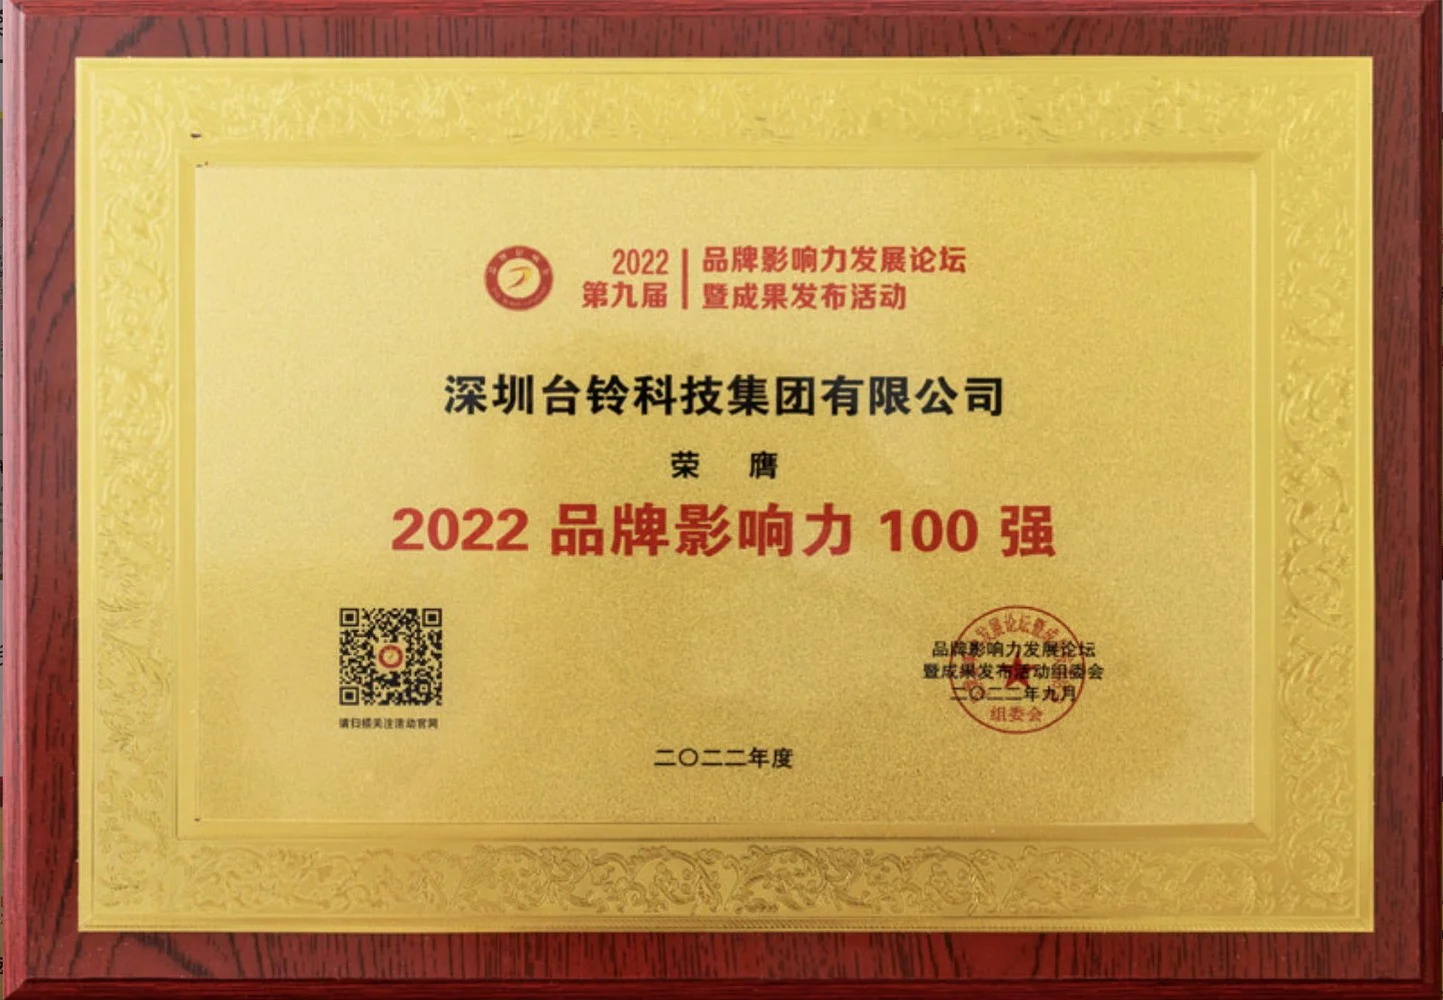 2022
第九届
品牌影响力发展论坛
暨成果发布活动
深圳台铃科技集团有限公司
荣 膺
2022 品牌影响力 100 强
请扫描关注活动官网
品牌影响力发展论坛
暨成果发布活动组委会
二〇二二年九月
组委会
二〇二二年度